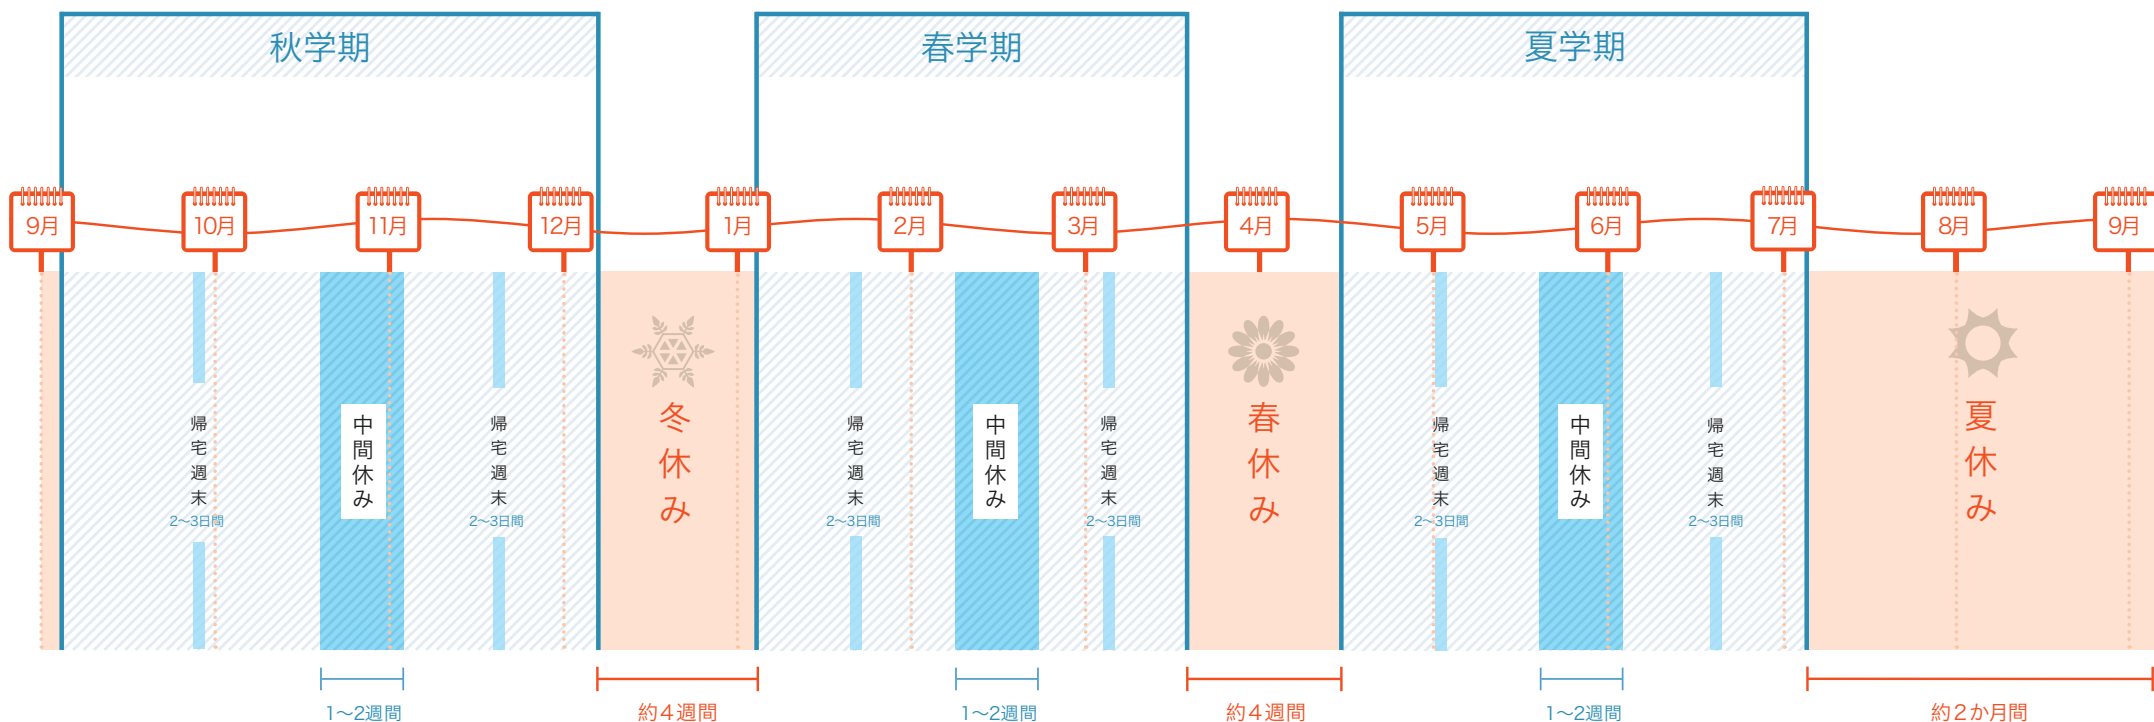 秋学期
春学期
夏学期
9月
10月
11月
12月
1月
2月
3月
4月
5月
6月
7月
8月
9月
帰宅週末
2〜3日間
中間休み
帰宅週末
2〜3日間
冬休み
帰宅週末
2〜3日間
中間休み
帰宅週末
2〜3日間
春休み
帰宅週末
2〜3日間
中間休み
帰宅週末
2〜3日間
夏休み
1〜2週間
約4週間
1〜2週間
約4週間
1〜2週間
約2か月間